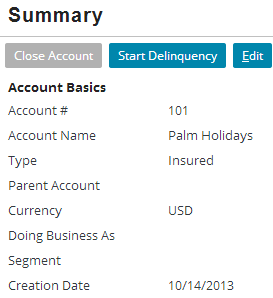 Summary
Close Account Start Delinquency Edit
Account Basics
Account # 101
Account Name Palm Holidays
Type Insured
Parent Account
Currency USD
Doing Business As
Segment
Creation Date 10/14/2013